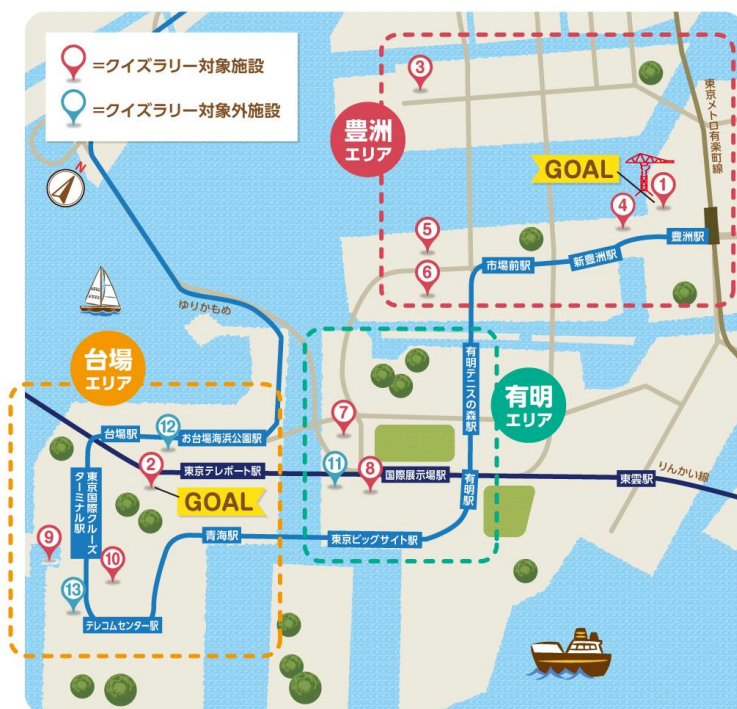 =クイズラリー対象施設
=クイズラリー対象外施設
N
3
豊洲
エリア
東京メトロ有楽町線
GOAL
1
4
5
6
豊洲駅
新豊洲駅
市場前駅
ゆりかもめ
台場
エリア
有明テニスの森駅
有明
エリア
7
12
台場駅
お台場海浜公園駅
2
東京テレポート駅
11
8
国際展示場駅
有明駅
東雲駅
りんかい線
GOAL
東京国際クルーズ
ターミナル駅
青海駅
東京ビッグサイト駅
9
10
13
テレコムセンター駅